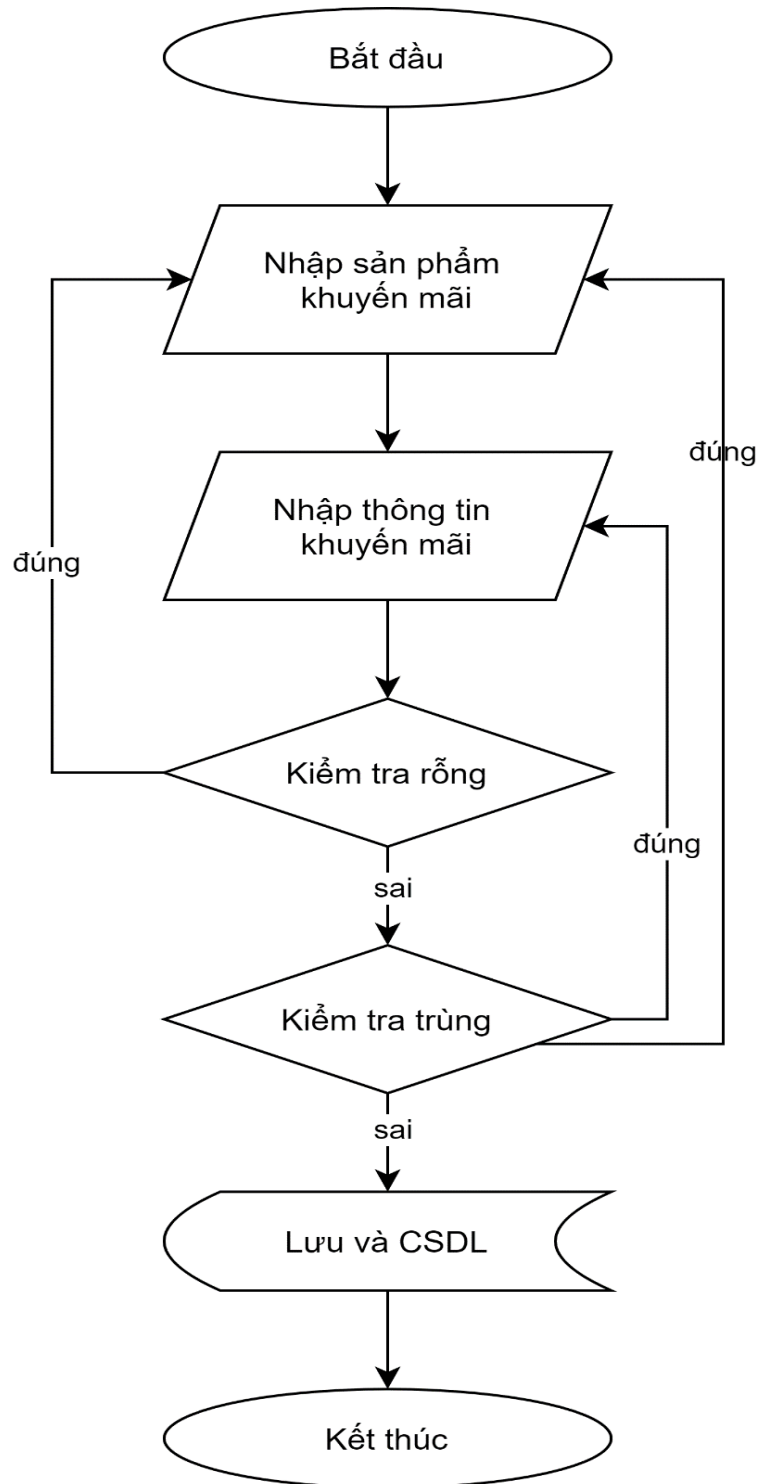 Bắt đầu
Nhập sản phẩm
khuyến mãi
đúng
Nhập thông tin
khuyến mãi
đúng
Kiểm tra rỗng
đúng
sai
Kiểm tra trùng
sai
Lưu và CSDL
Kết thúc